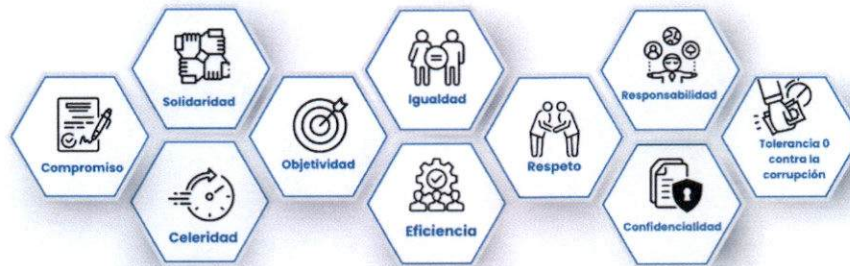 Compromiso
Solidaridad
Celeridad
Objetividad
Igualdad
Eficiencia
Respeto
Responsabilidad
Confidencialidad
Tolerancia 0
contra la
corrupción